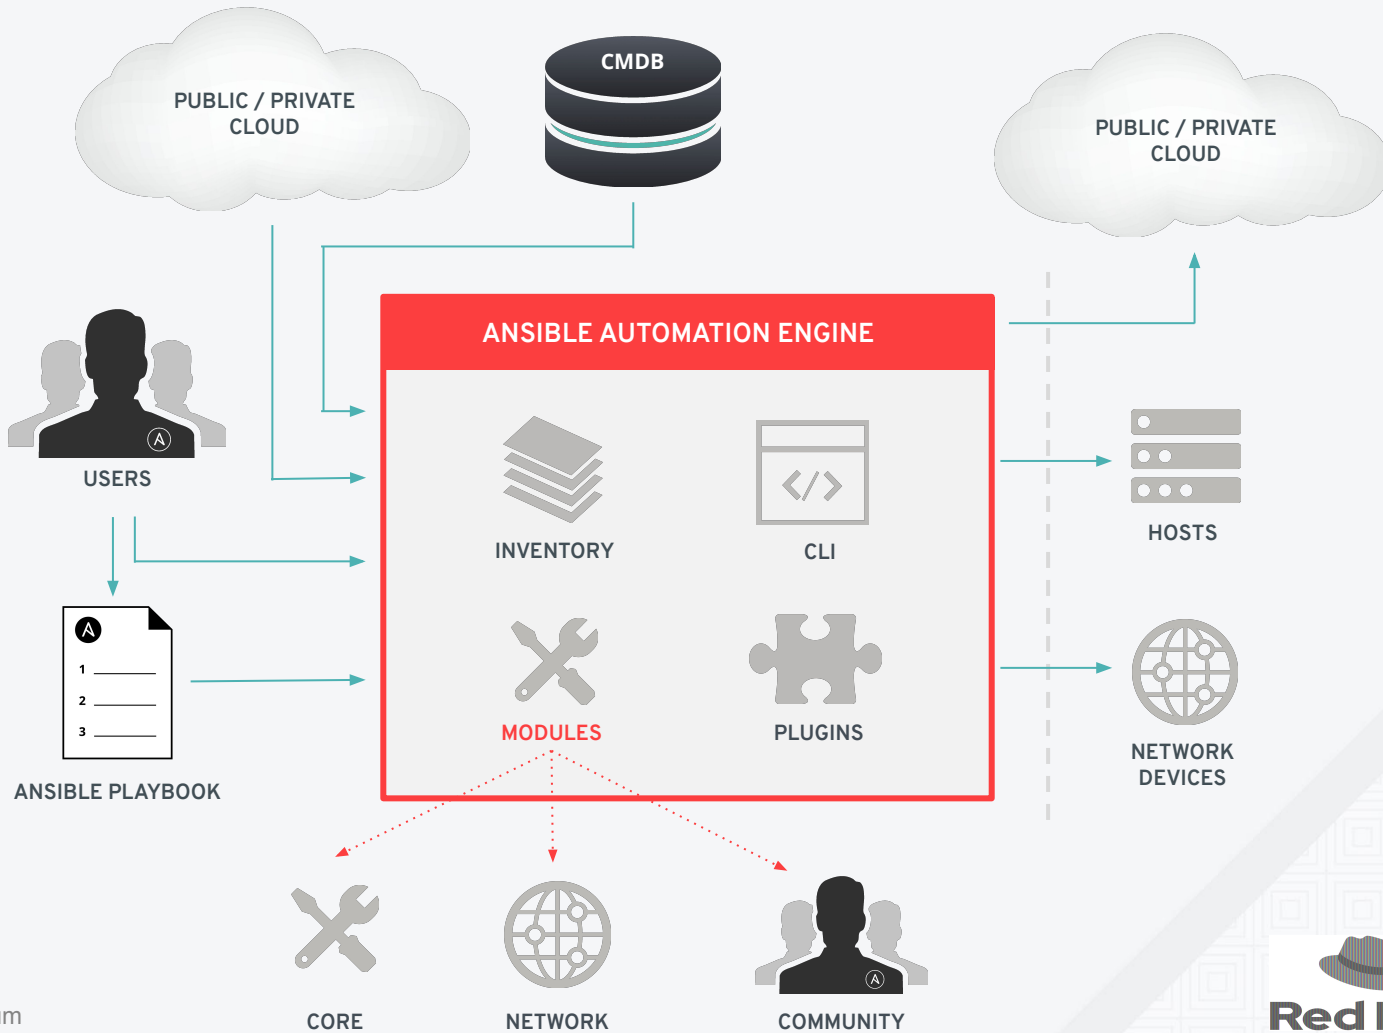 PUBLIC / PRIVATE
CLOUD
CMDB
PUBLIC / PRIVATE
CLOUD
ANSIBLE AUTOMATION ENGINE
USERS
INVENTORY
CLI
HOSTS
1
2
3
MODULES
PLUGINS
NETWORK
DEVICES
ANSIBLE PLAYBOOK
CORE
NETWORK
COMMUNITY
Red